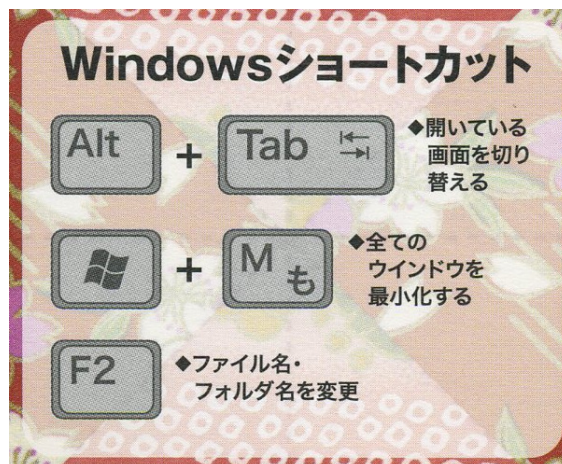 Windowsショートカット
Alt + Tab ◆開いている
画面を切り
替える
+ M も ◆全ての
ウインドウを
最小化する
F2 ◆ファイル名・
フォルダ名を変更